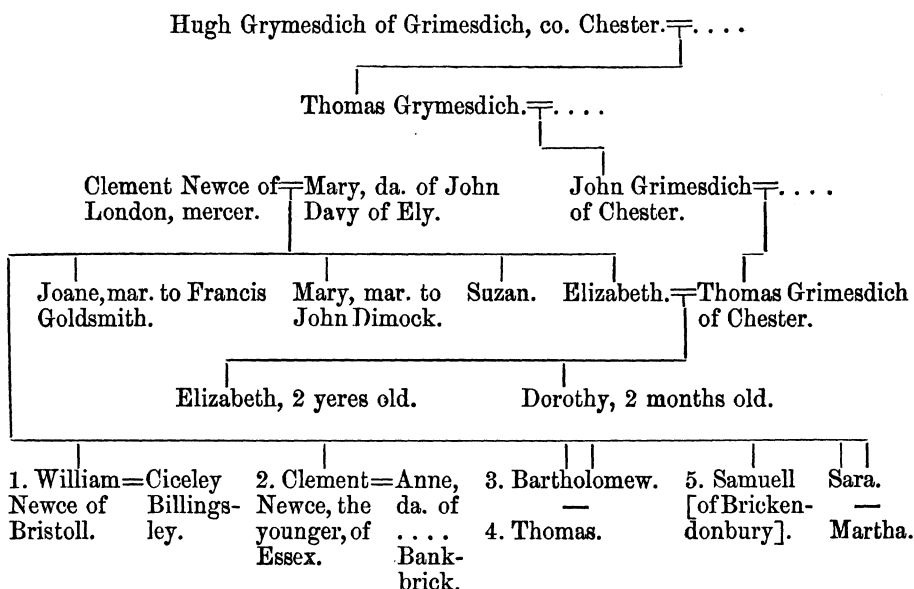 Hugh Grymesdich of Grimesdich, co. Chester.=....
Thomas Grymesdich.=....
Clement Newce of=Mary, da. of John
London, mercer. Davy of Ely.
John Grimesdich=....
of Chester.
Joane, mar. to Francis
Goldsmith.
Mary, mar. to
John Dimock.
Suzan.
Elizabeth.=Thomas Grimesdich
of Chester.
Elizabeth, 2 yeres old.
Dorothy, 2 months old.
1. William=Ciceley
Newce of Billings-
Bristoll. ley.
2. Clement=Anne,
Newce, the da. of
younger, of ....
Essex. Bank-
brick.
3. Bartholomew.
—
4. Thomas.
5. Samuell
[of Bricken-
donbury].
Sara.
—
Martha.